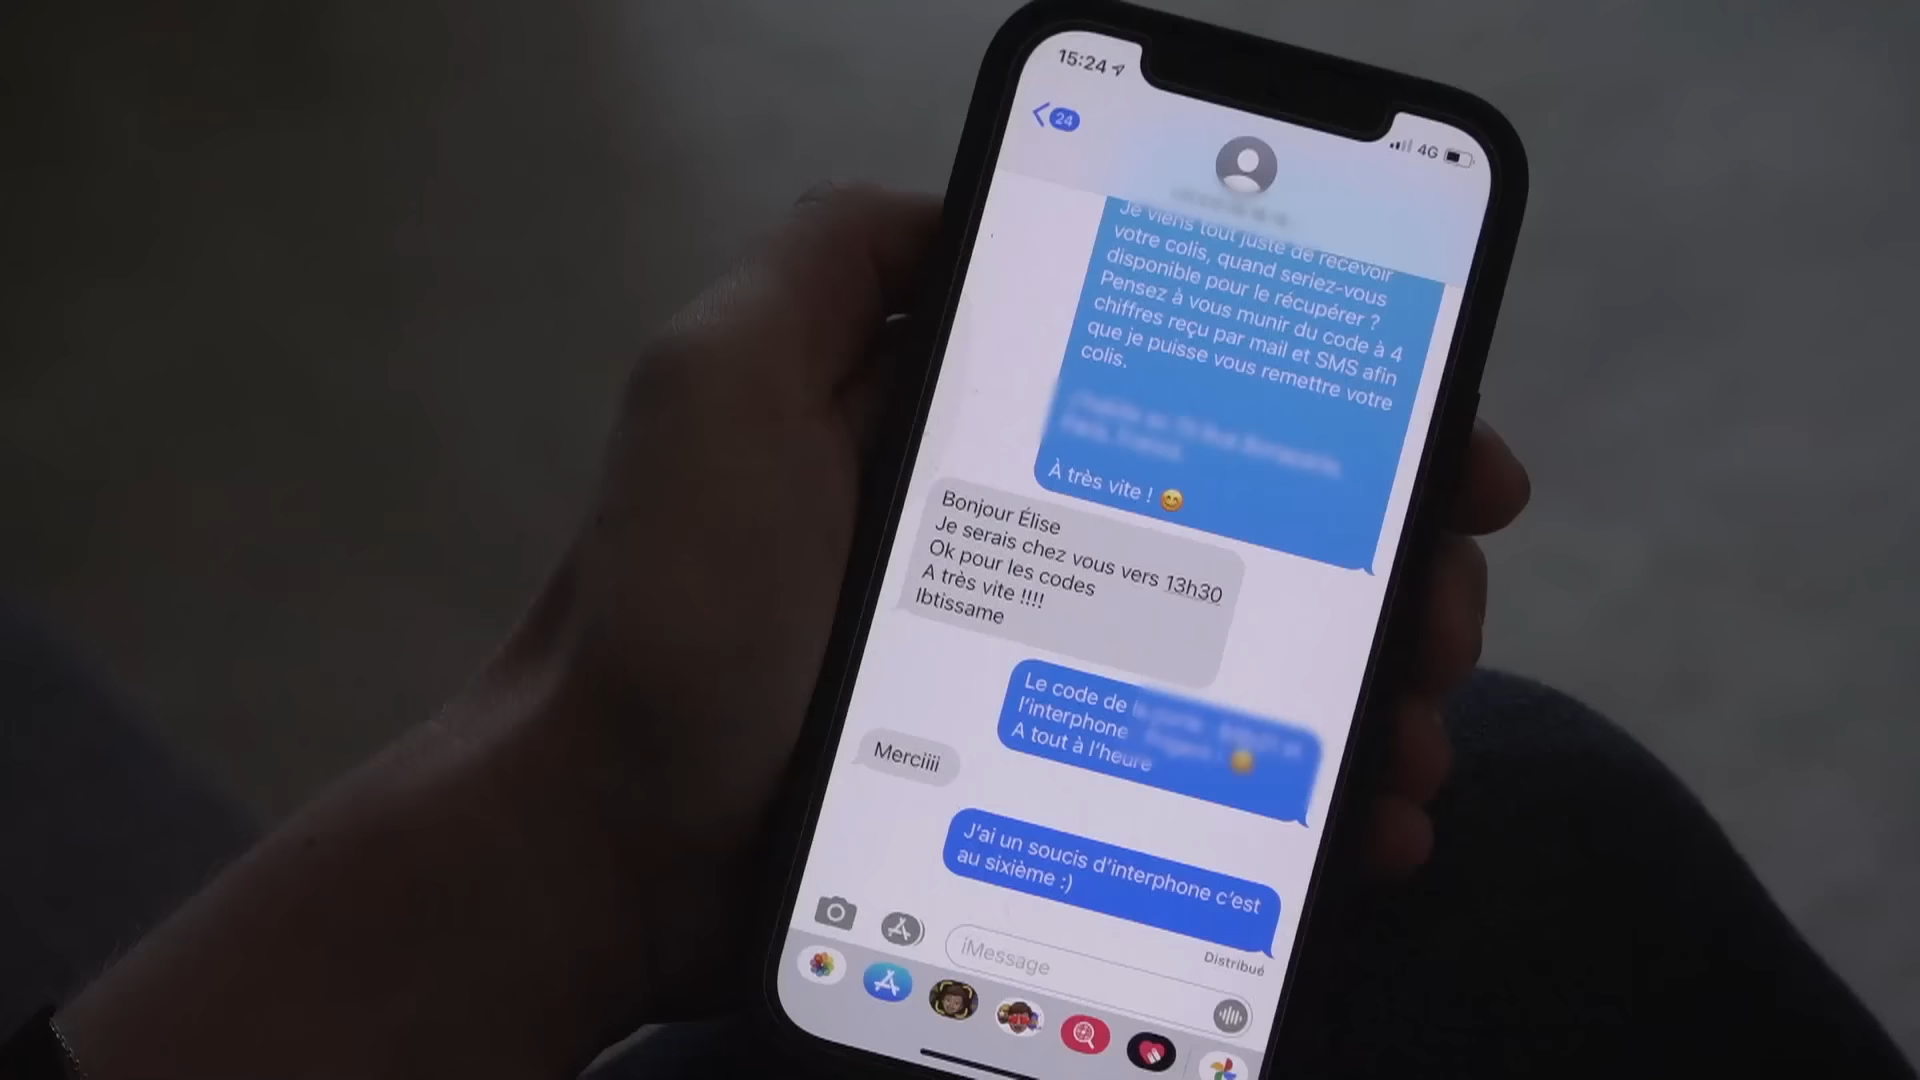 15:24
4G
24
Je viens tout juste de recevoir
votre colis, quand seriez-vous
disponible pour le récupérer ?
Pensez à vous munir du code à 4
chiffres reçu par mail et SMS afin
que je puisse vous remettre votre
colis.
À très vite ! 😊
Bonjour Élise
Je serais chez vous vers 13h30
Ok pour les codes
A très vite !!!!
Ibtissame
Le code de
l'interphone
A tout à l'heure
Merciiii
J'ai un soucis d'interphone c'est
au sixième :)
Distribué
iMessage